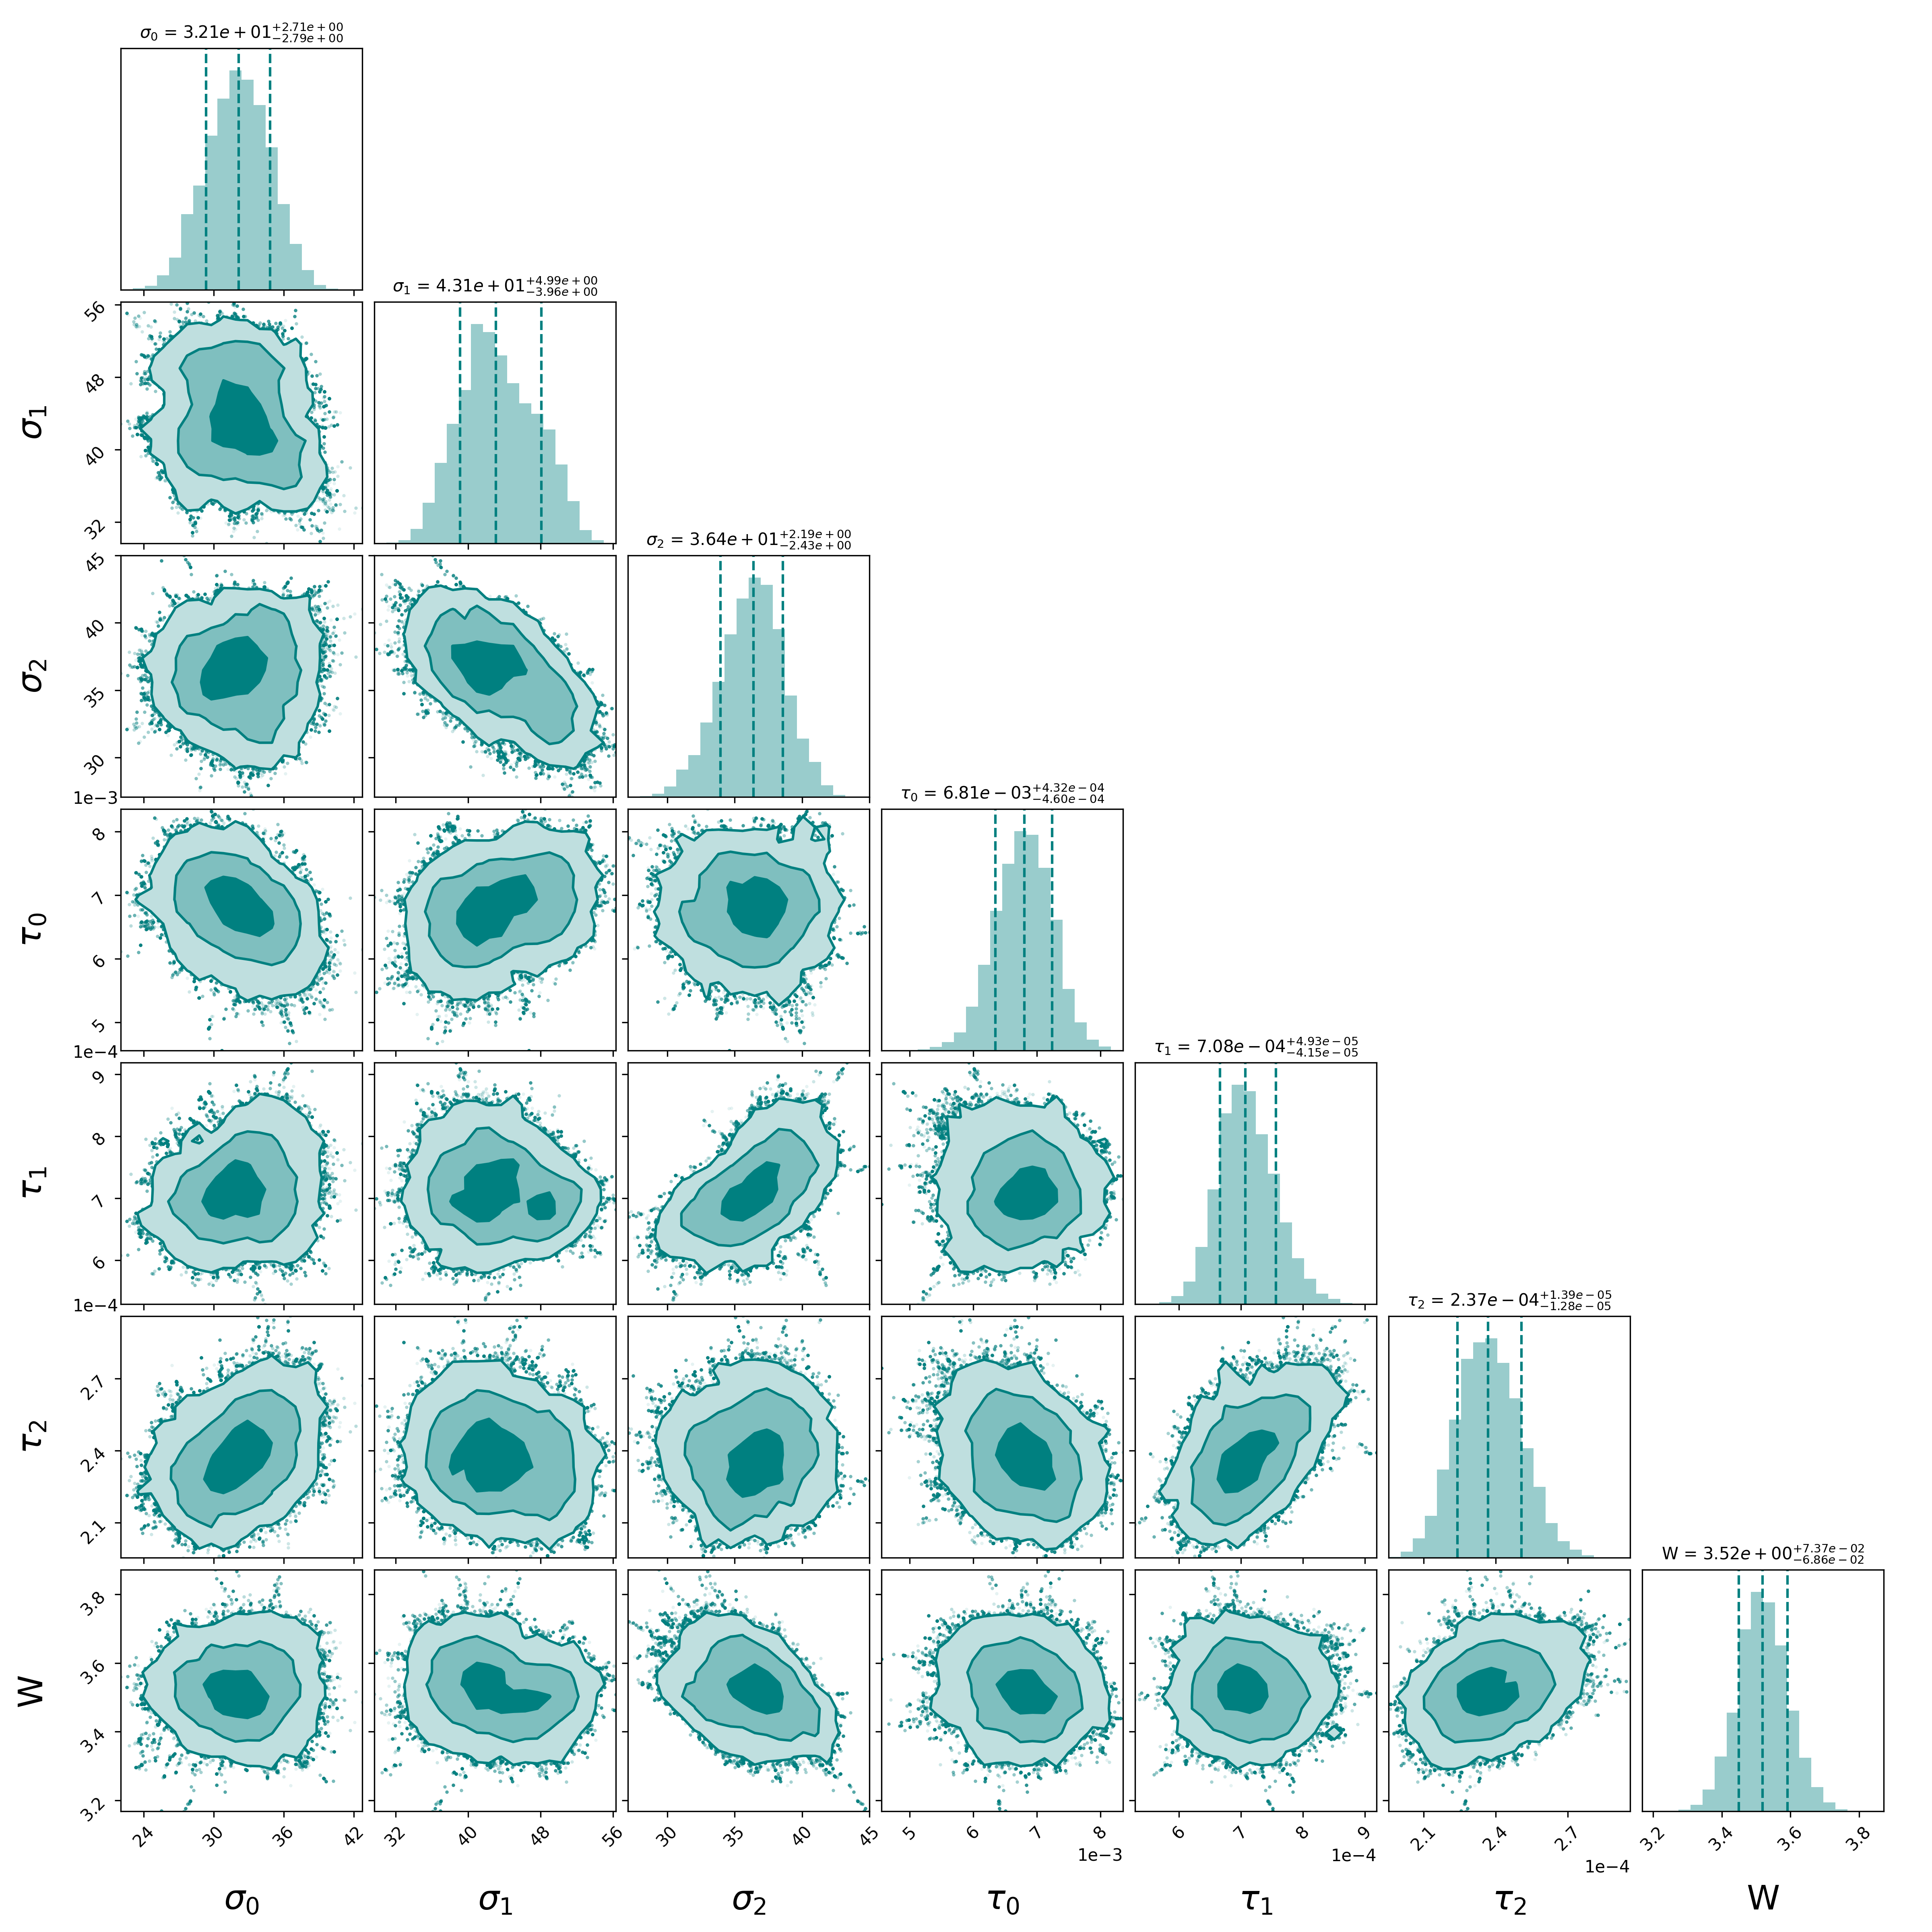 σ₀ = 3.21e + 01 +2.71e+00 −2.79e+00
σ₁ = 4.31e + 01 +4.99e+00 −3.96e+00
56
48
40
32
σ₁
σ₂ = 3.64e + 01 +2.19e+00 −2.43e+00
45
40
35
30
σ₂
1e−3
τ₀ = 6.81e − 03 +4.32e−04 −4.60e−04
8
7
6
5
τ₀
1e−4
τ₁ = 7.08e − 04 +4.93e−05 −4.15e−05
9
8
7
6
τ₁
1e−4
τ₂ = 2.37e − 04 +1.39e−05 −1.28e−05
2.7
2.4
2.1
τ₂
W = 3.52e + 00 +7.37e−02 −6.86e−02
3.8
3.6
3.4
3.2
W
24 30 36 42 32 40 48 56 30 35 40 45 5 6 7 8 6 7 8 9 2.1 2.4 2.7 3.2 3.4 3.6 3.8
1e−3 1e−4 1e−4
σ₀ σ₁ σ₂ τ₀ τ₁ τ₂ W